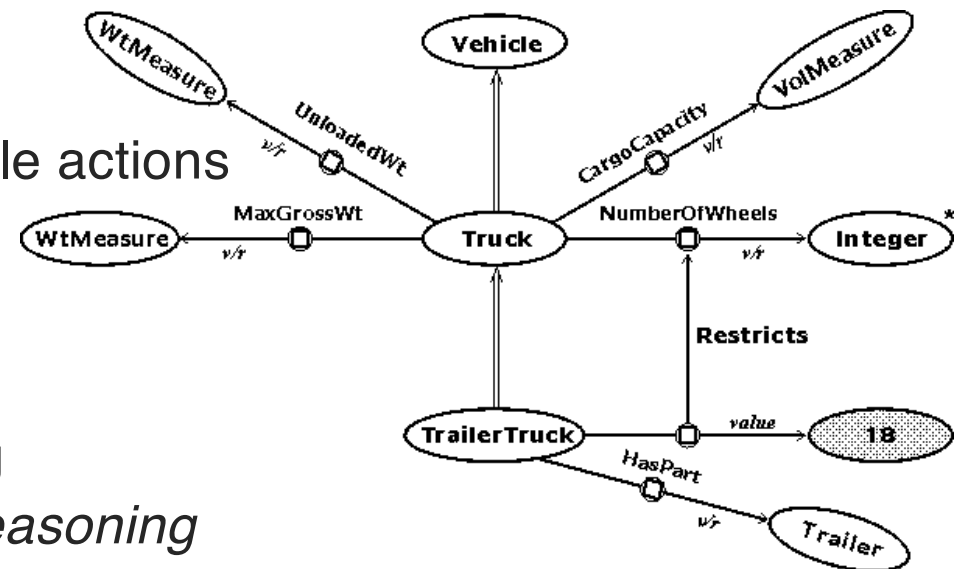 WtMeasure
Vehicle
VolMeasure
UnloadedWt
v/r
CargoCapacity
v/r
le actions
MaxGrossWt
NumberOfWheels
WtMeasure
v/r
Truck
v/r
Integer*
Restricts
TrailerTruck
value
18
HasPart
v/r
Trailer
easoning